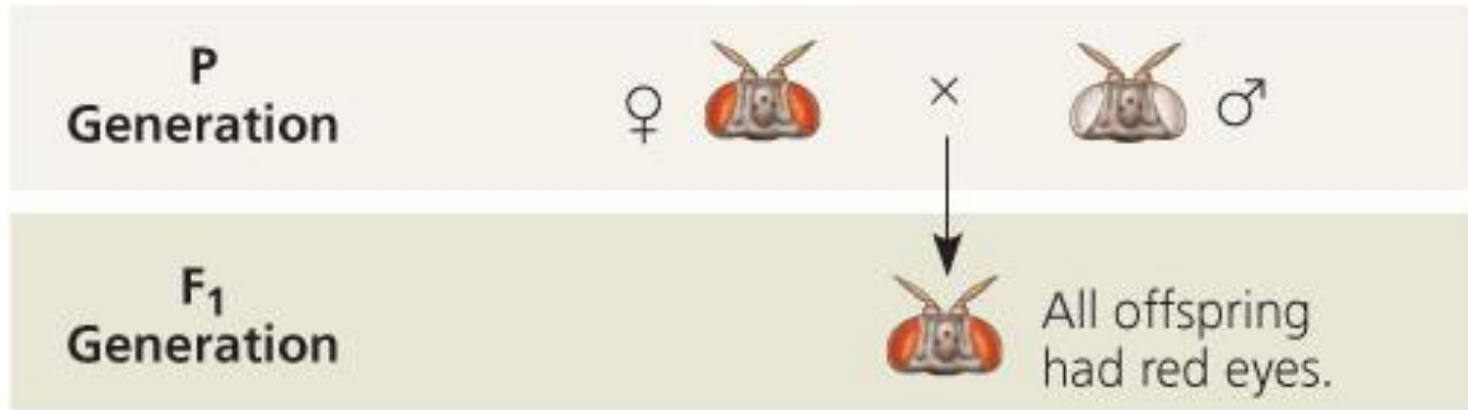 P
Generation
♀
×
♂
F₁
Generation
All offspring
had red eyes.